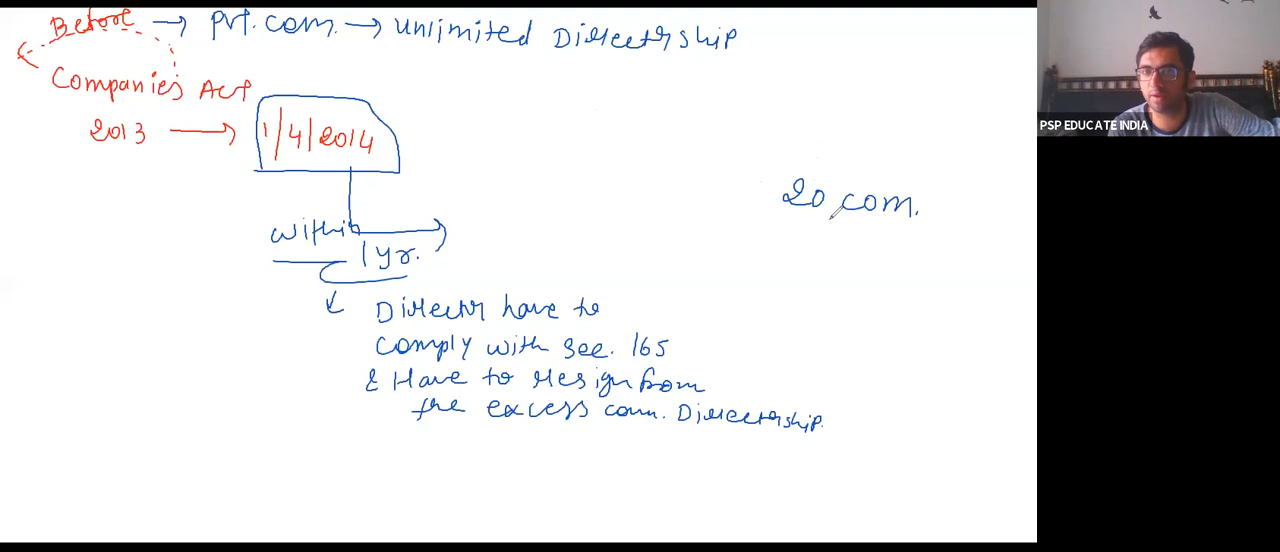 Before → Pvt. com. → Unlimited Directorship
Companies Act
2013 → 1/4/2014
within
1 yr.
Director have to
comply with sec. 165
& Have to resign from
the excess com. Directorship.
20 com.
PSP EDUCATE INDIA